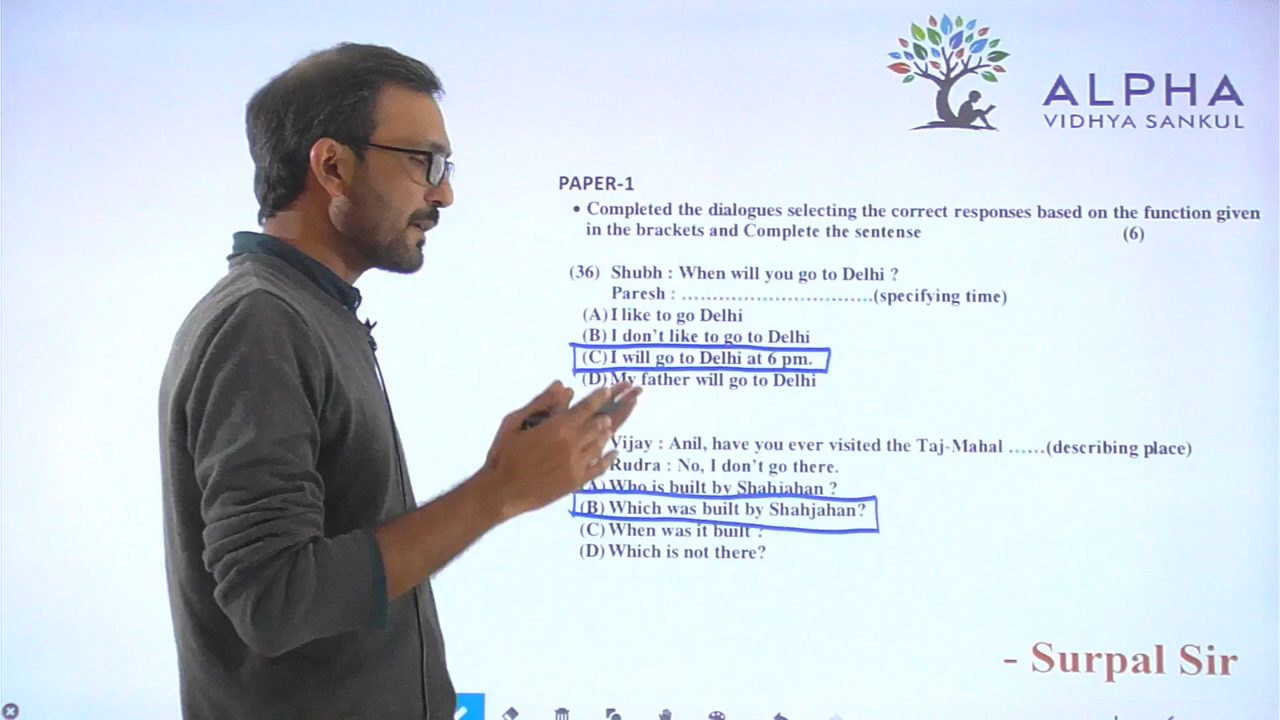 ALPHA
VIDHYA SANKUL
PAPER-1
• Completed the dialogues selecting the correct responses based on the function given
in the brackets and Complete the sentence (6)
(36) Shubh : When will you go to Delhi ?
Paresh : ................................(specifying time)
(A) I like to go Delhi
(B) I don't like to go to Delhi
(C) I will go to Delhi at 6 pm.
(D) My father will go to Delhi
Vijay : Anil, have you ever visited the Taj-Mahal ......(describing place)
Rudra : No, I don't go there.
(A) Who is built by Shahjahan ?
(B) Which was built by Shahjahan?
(C) When was it built ?
(D) Which is not there?
- Surpal Sir